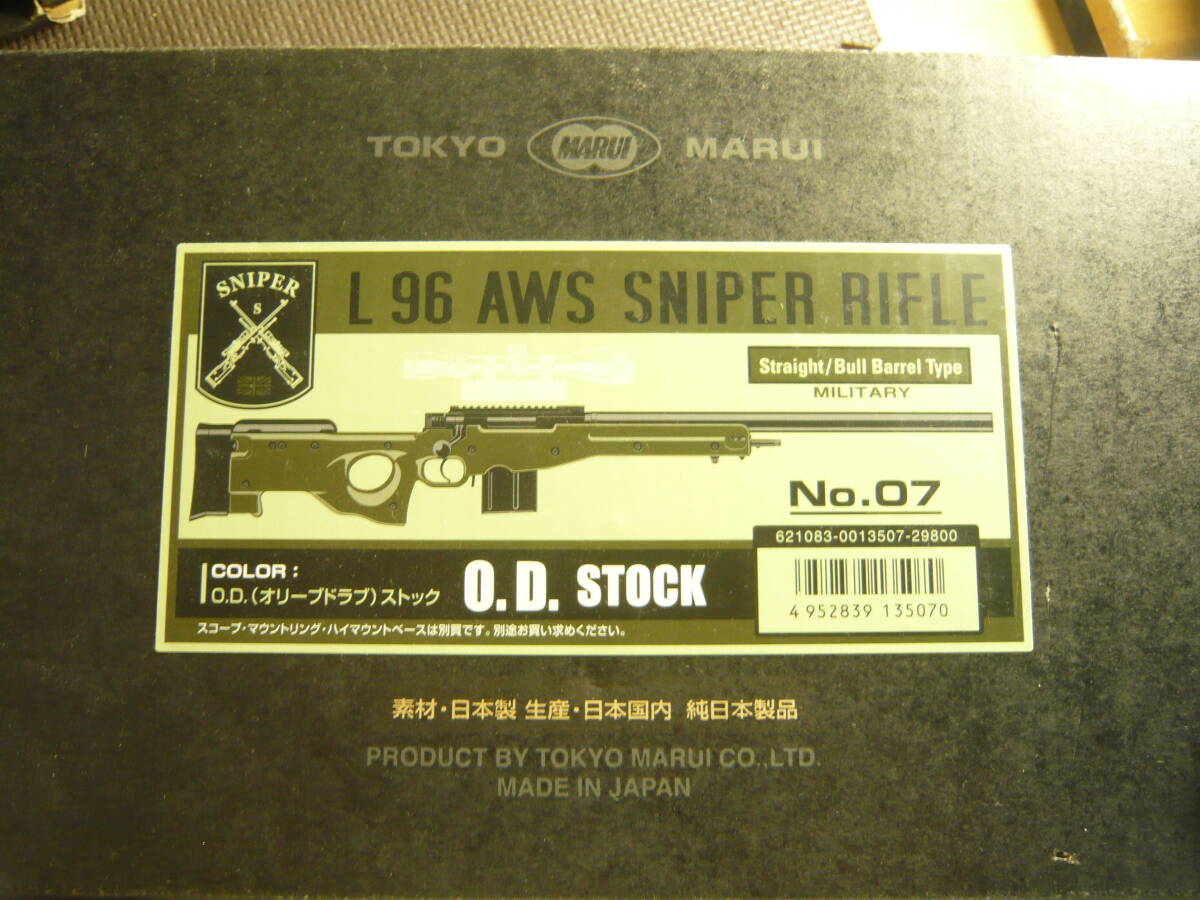 TOKYO MARUI MARUI
SNIPER
S
L96 AWS SNIPER RIFLE
Straight/Bull Barrel Type
MILITARY
No.07
621083-0013507-29800
4 952839 135070
COLOR:
O.D.(オリーブドラブ)ストック
O.D. STOCK
スコープ・マウントリング・ハイマウントベースは別買です。別途お買い求めください。
素材・日本製 生産・日本国内 純日本製品
PRODUCT BY TOKYO MARUI CO.,LTD.
MADE IN JAPAN